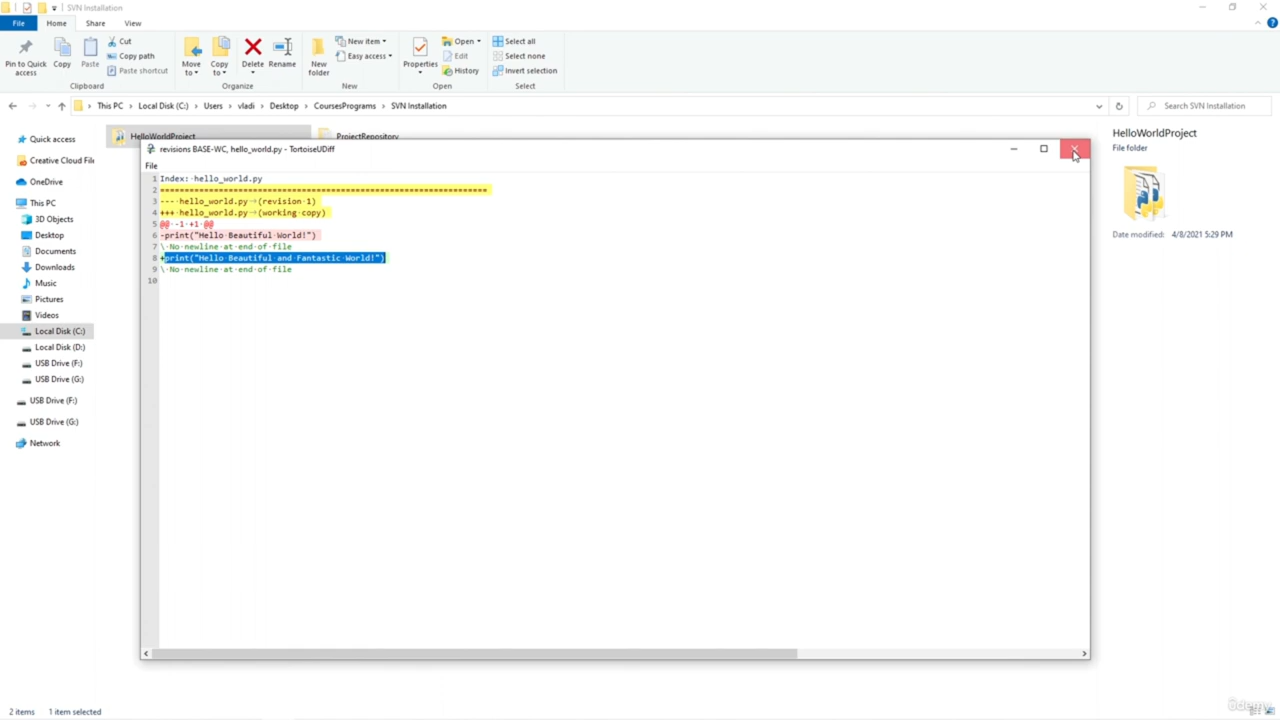 SVN Installation
File Home Share View
Pin to Quick access
Copy
Paste
Cut
Copy path
Paste shortcut
Clipboard
Move to
Copy to
Delete
Rename
Organize
New folder
New item
Easy access
New
Properties
Open
Edit
History
Open
Select all
Select none
Invert selection
Select
This PC > Local Disk (C:) > Users > vladi > Desktop > CoursesPrograms > SVN Installation
Search SVN Installation
Quick access
Creative Cloud File
OneDrive
This PC
3D Objects
Desktop
Documents
Downloads
Music
Pictures
Videos
Local Disk (C:)
Local Disk (D:)
USB Drive (F:)
USB Drive (G:)
USB Drive (F:)
USB Drive (G:)
Network
HelloWorldProject
ProjectRepository
revisions BASE-WC, hello_world.py - TortoiseUDiff
File
1 Index: hello_world.py
2 ===================================================================
3 --- hello_world.py→(revision 1)
4 +++ hello_world.py→(working copy)
5 @@ -1 +1 @@
6 -print("Hello Beautiful World!")
7 \ No newline at end of file
8 +print("Hello Beautiful and Fantastic World!")
9 \ No newline at end of file
10
HelloWorldProject
File folder
Date modified: 4/8/2021 5:29 PM
2 items 1 item selected
ûdemy